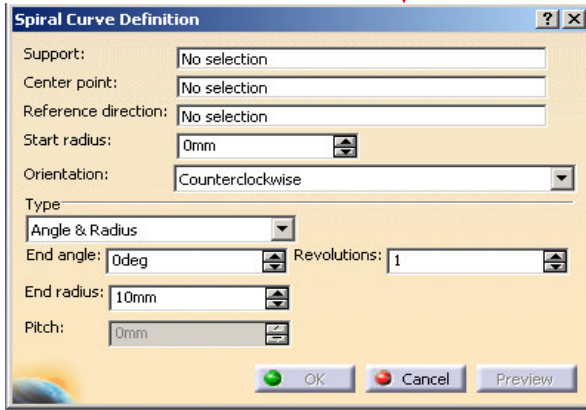 Spiral Curve Definition ? X
Support: No selection
Center point: No selection
Reference direction: No selection
Start radius: 0mm
Orientation: Counterclockwise
Type
Angle & Radius
End angle: 0deg Revolutions: 1
End radius: 10mm
Pitch: 0mm
OK Cancel Preview